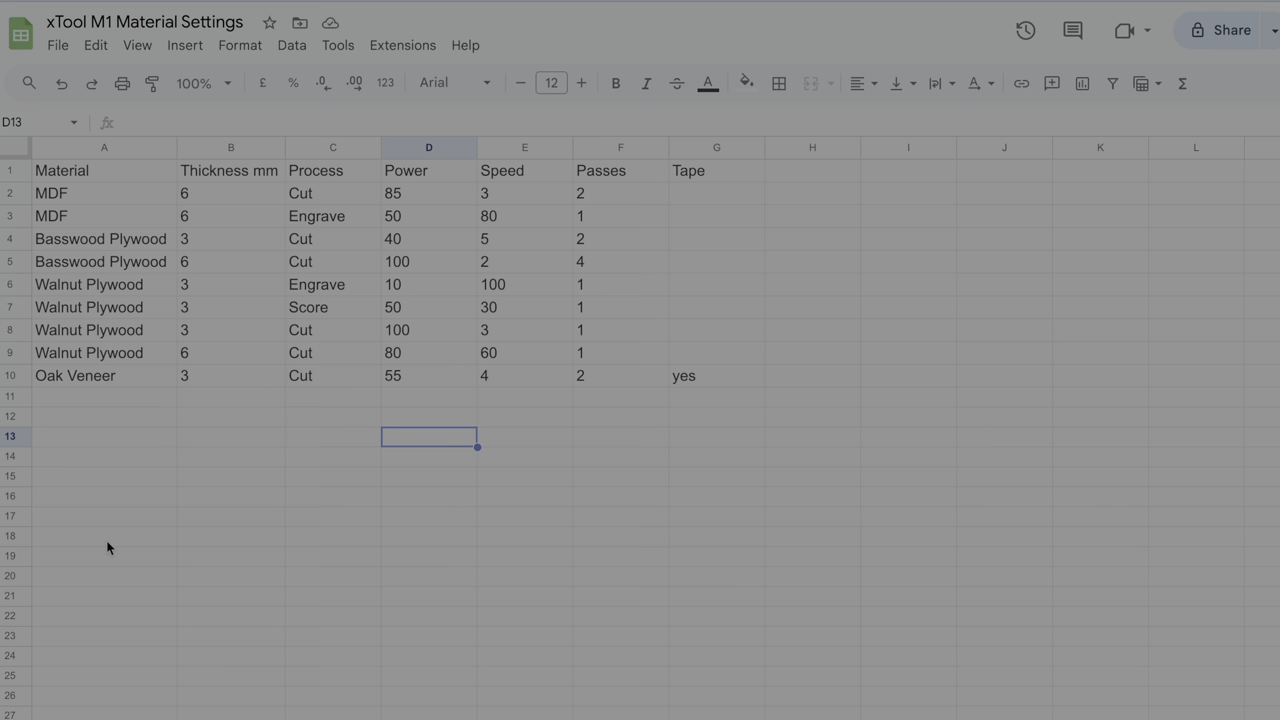 xTool M1 Material Settings
File Edit View Insert Format Data Tools Extensions Help
Share
100% £ % .0 .00 123 Arial 12 B I A Σ
D13 fx
A B C D E F G H I J K L
1 Material Thickness mm Process Power Speed Passes Tape
2 MDF 6 Cut 85 3 2
3 MDF 6 Engrave 50 80 1
4 Basswood Plywood 3 Cut 40 5 2
5 Basswood Plywood 6 Cut 100 2 4
6 Walnut Plywood 3 Engrave 10 100 1
7 Walnut Plywood 3 Score 50 30 1
8 Walnut Plywood 3 Cut 100 3 1
9 Walnut Plywood 6 Cut 80 60 1
10 Oak Veneer 3 Cut 55 4 2 yes
11
12
13
14
15
16
17
18
19
20
21
22
23
24
25
26
27